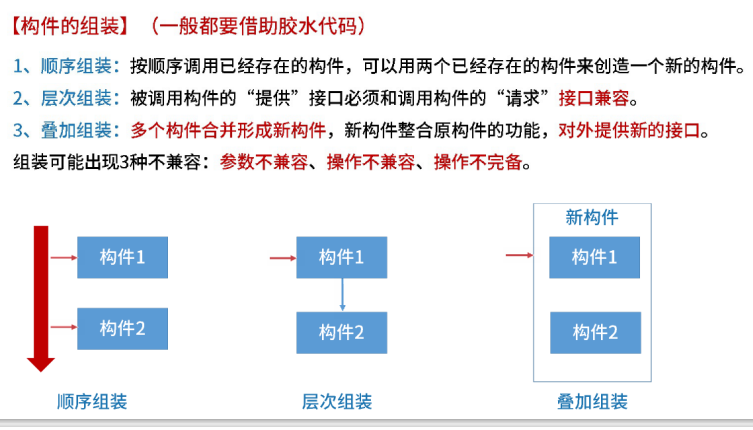 【构件的组装】（一般都要借助胶水代码）
1、顺序组装：按顺序调用已经存在的构件，可以用两个已经存在的构件来创造一个新的构件。
2、层次组装：被调用构件的“提供”接口必须和调用构件的“请求”接口兼容。
3、叠加组装：多个构件合并形成新构件，新构件整合原构件的功能，对外提供新的接口。
组装可能出现3种不兼容：参数不兼容、操作不兼容、操作不完备。
构件1
构件2
顺序组装
构件1
构件2
层次组装
新构件
构件1
构件2
叠加组装